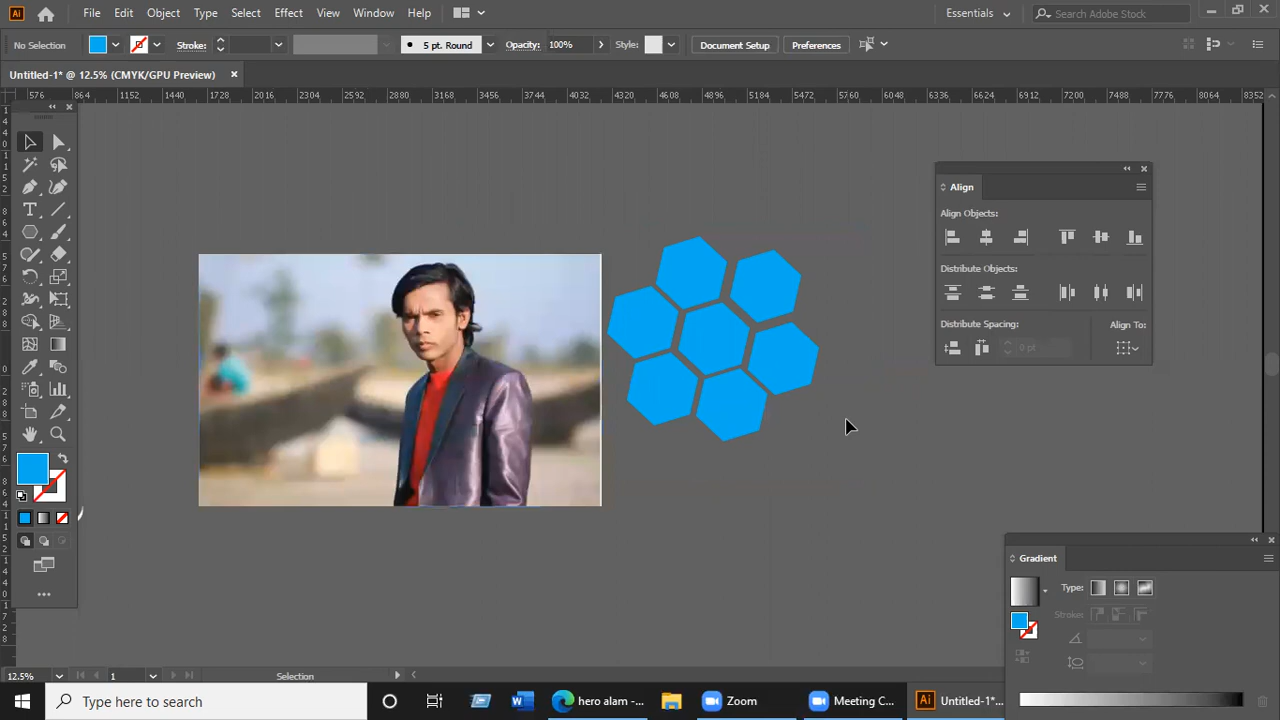 Ai File Edit Object Type Select Effect View Window Help Essentials Search Adobe Stock
No Selection Stroke: 5 pt. Round Opacity: 100% Style: Document Setup Preferences
Untitled-1* @ 12.5% (CMYK/GPU Preview)
576 864 1152 1440 1728 2016 2304 2592 2880 3168 3456 3744 4032 4320 4608 4896 5184 5472 5760 6048 6336 6624 6912 7200 7488 7776 8064 8352
Align
Align Objects:
Distribute Objects:
Distribute Spacing: Align To:
0 pt
Gradient
Type:
Stroke:
12.5% 1 Selection
Type here to search hero alam -... Zoom Meeting C... Untitled-1*...